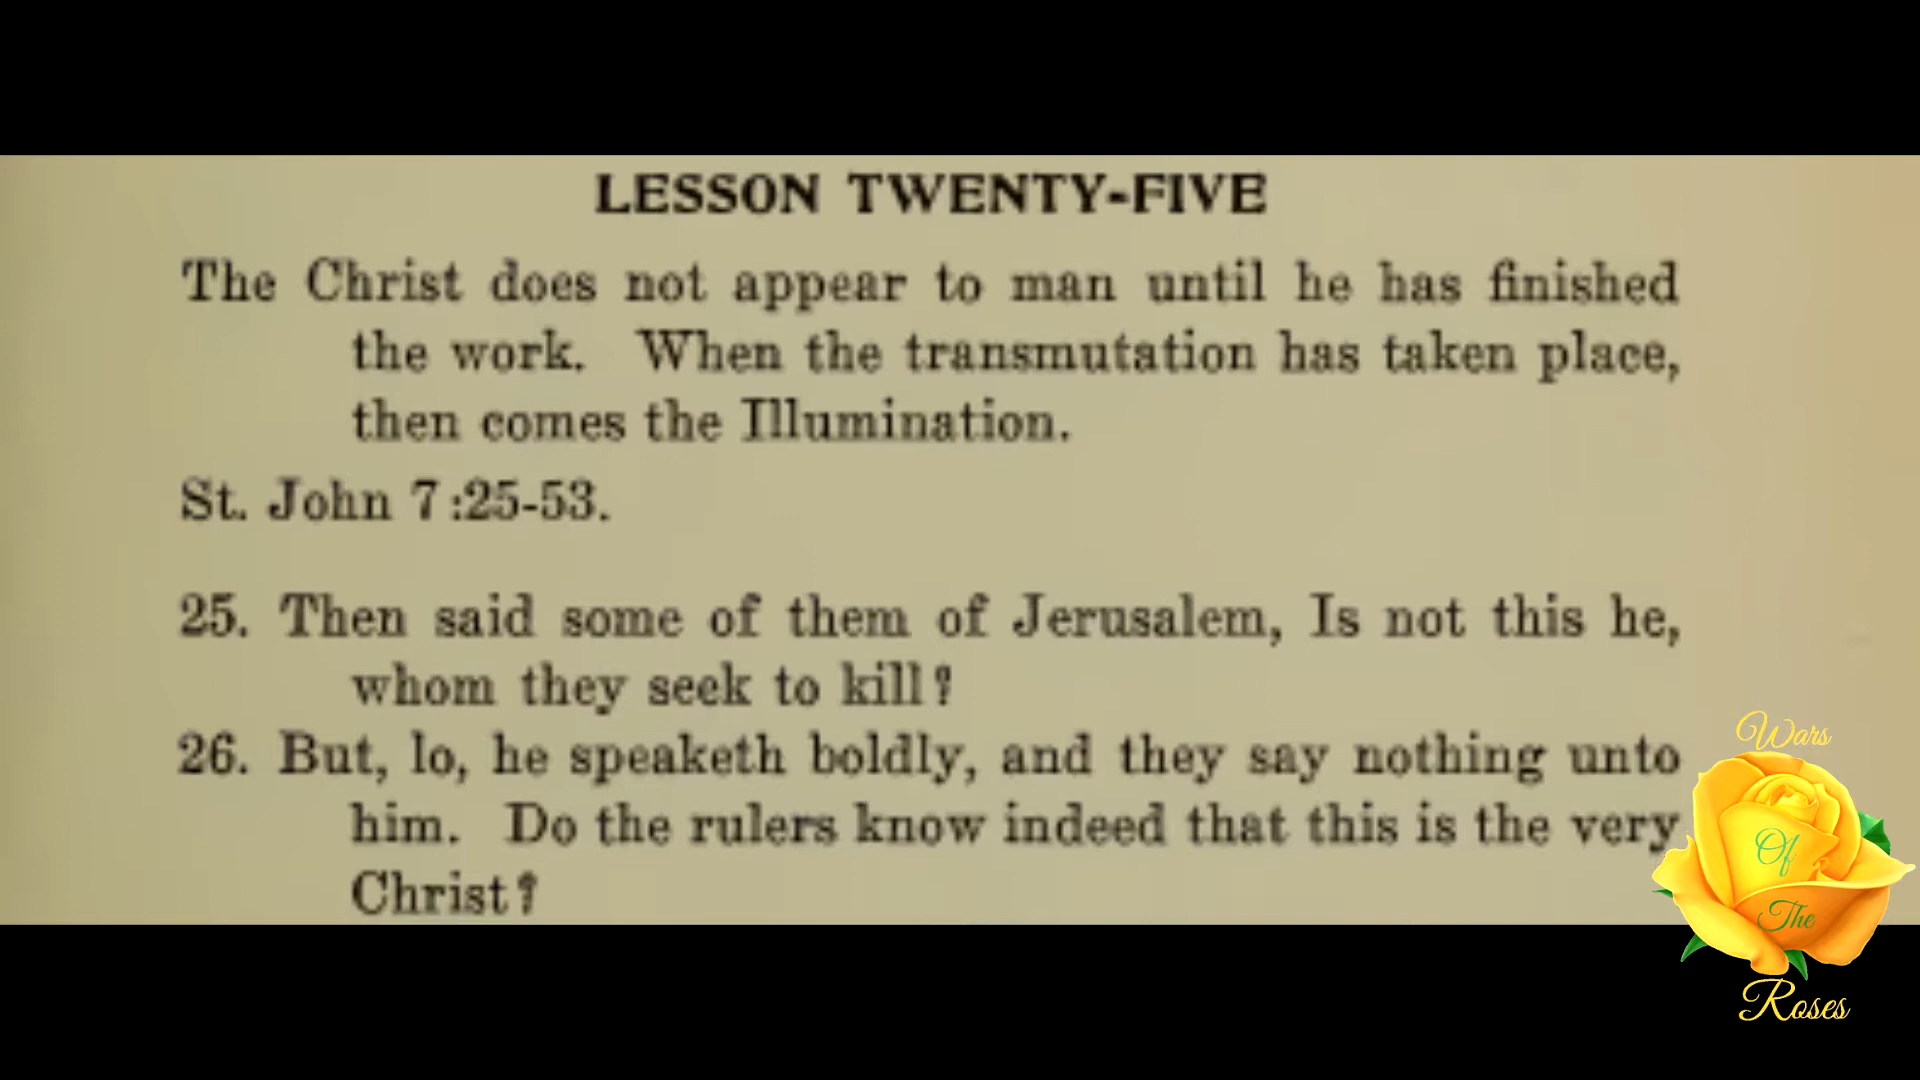 LESSON TWENTY-FIVE
The Christ does not appear to man until he has finished
the work. When the transmutation has taken place,
then comes the Illumination.
St. John 7:25-53.
25. Then said some of them of Jerusalem, Is not this he,
whom they seek to kill?
26. But, lo, he speaketh boldly, and they say nothing unto
him. Do the rulers know indeed that this is the very
Christ?
Wars
Of
The
Roses